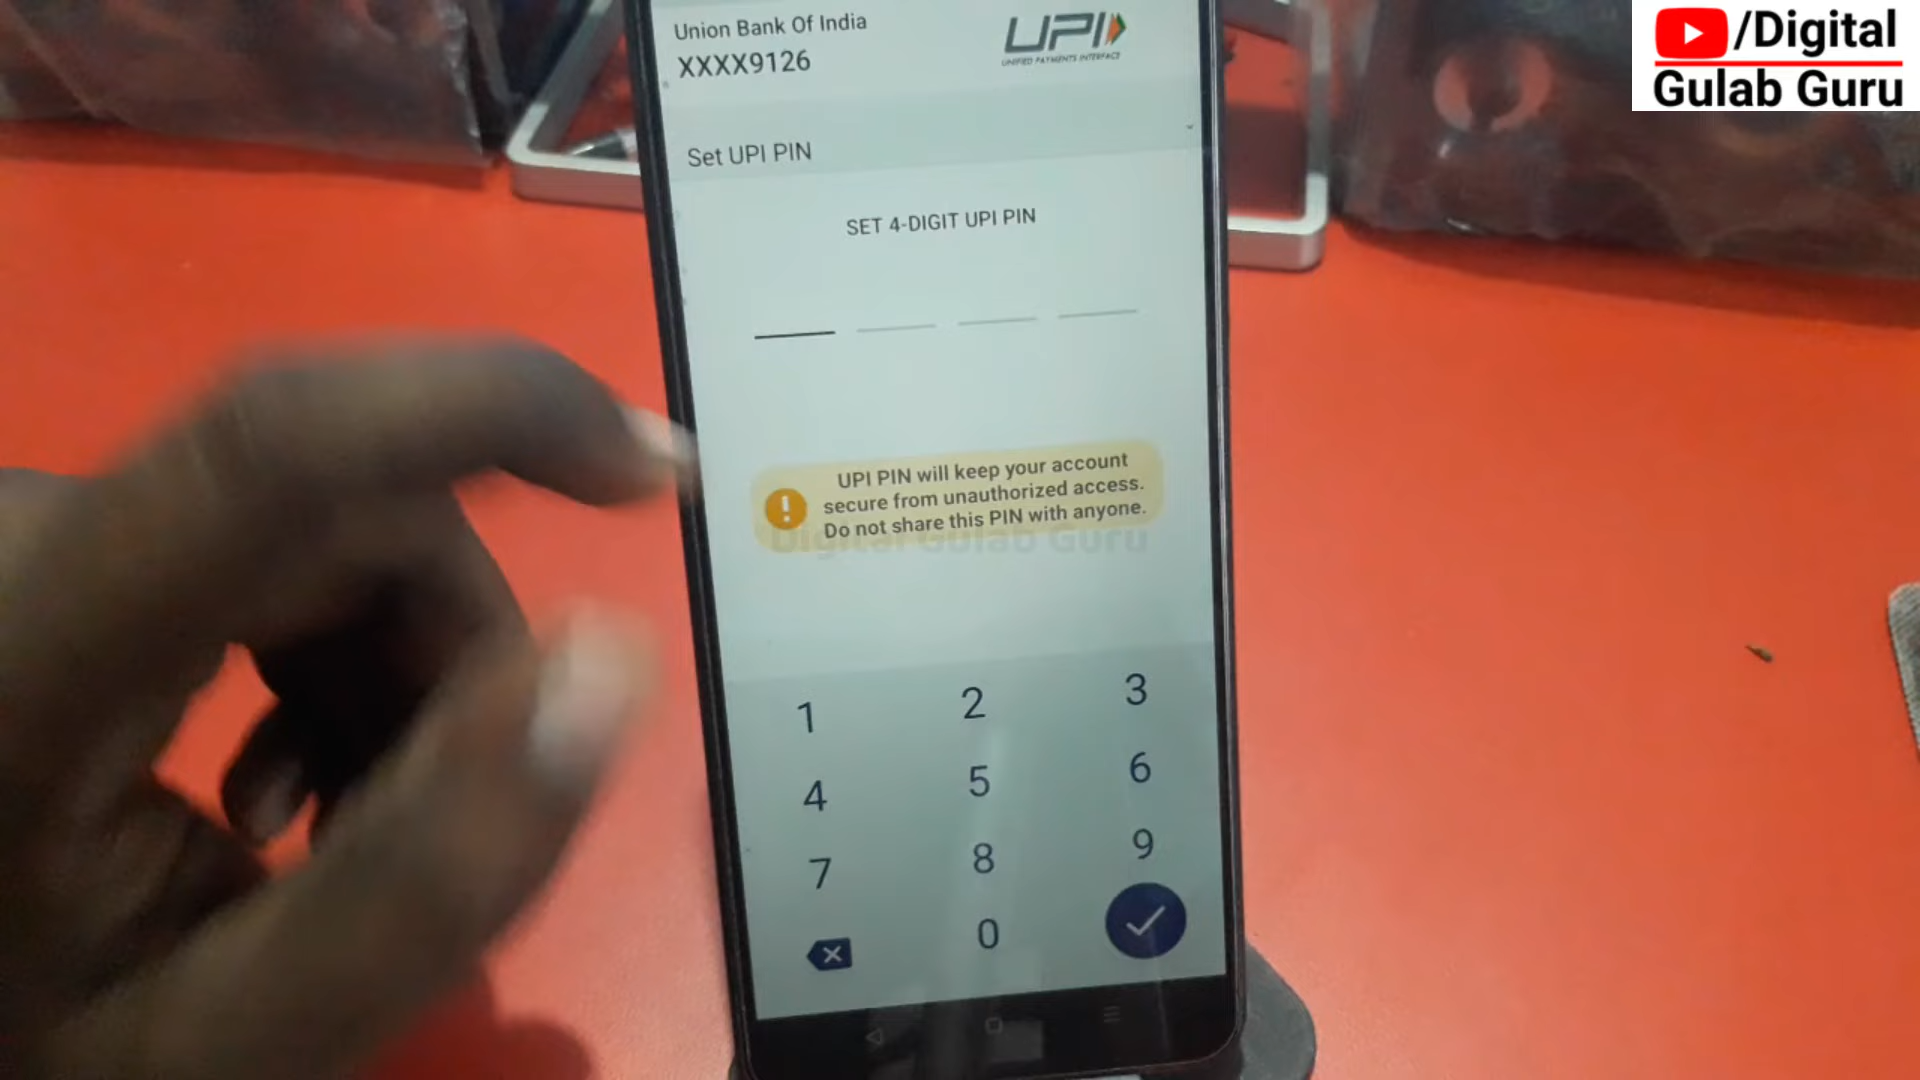 /Digital
Gulab Guru
Union Bank Of India
XXXX9126
UPI
UNIFIED PAYMENTS INTERFACE
Set UPI PIN
SET 4-DIGIT UPI PIN
UPI PIN will keep your account
secure from unauthorized access.
Do not share this PIN with anyone.
Digital Gulab Guru
1 2 3
4 5 6
7 8 9
0